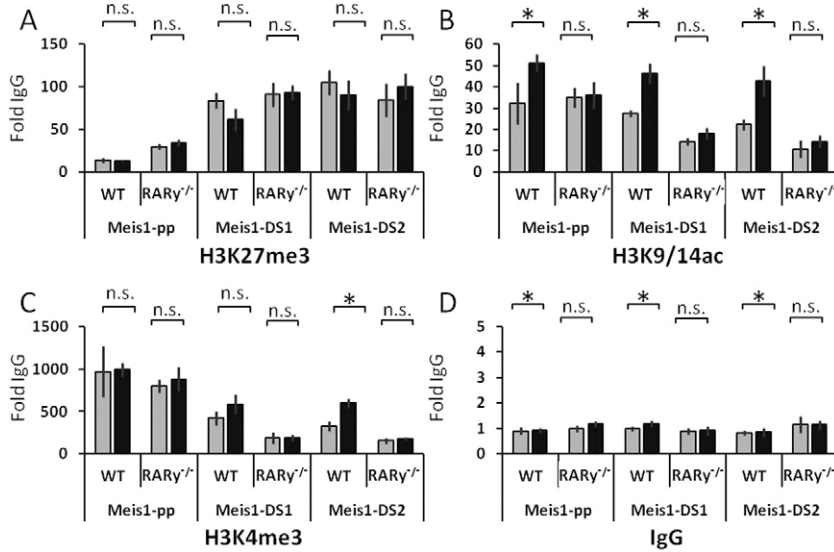 A
n.s. n.s. n.s. n.s. n.s. n.s.
Fold IgG
150
100
50
0
WT RARγ-/- WT RARγ-/- WT RARγ-/-
Meis1-pp Meis1-DS1 Meis1-DS2
H3K27me3
B
* n.s. * n.s. * n.s.
Fold IgG
60
50
40
30
20
10
0
WT RARγ-/- WT RARγ-/- WT RARγ-/-
Meis1-pp Meis1-DS1 Meis1-DS2
H3K9/14ac
C
n.s. n.s. n.s. n.s. * n.s.
Fold IgG
1500
1000
500
0
WT RARγ-/- WT RARγ-/- WT RARγ-/-
Meis1-pp Meis1-DS1 Meis1-DS2
H3K4me3
D
* n.s. * n.s. * n.s.
Fold IgG
5
4
3
2
1
0
WT RARγ-/- WT RARγ-/- WT RARγ-/-
Meis1-pp Meis1-DS1 Meis1-DS2
IgG